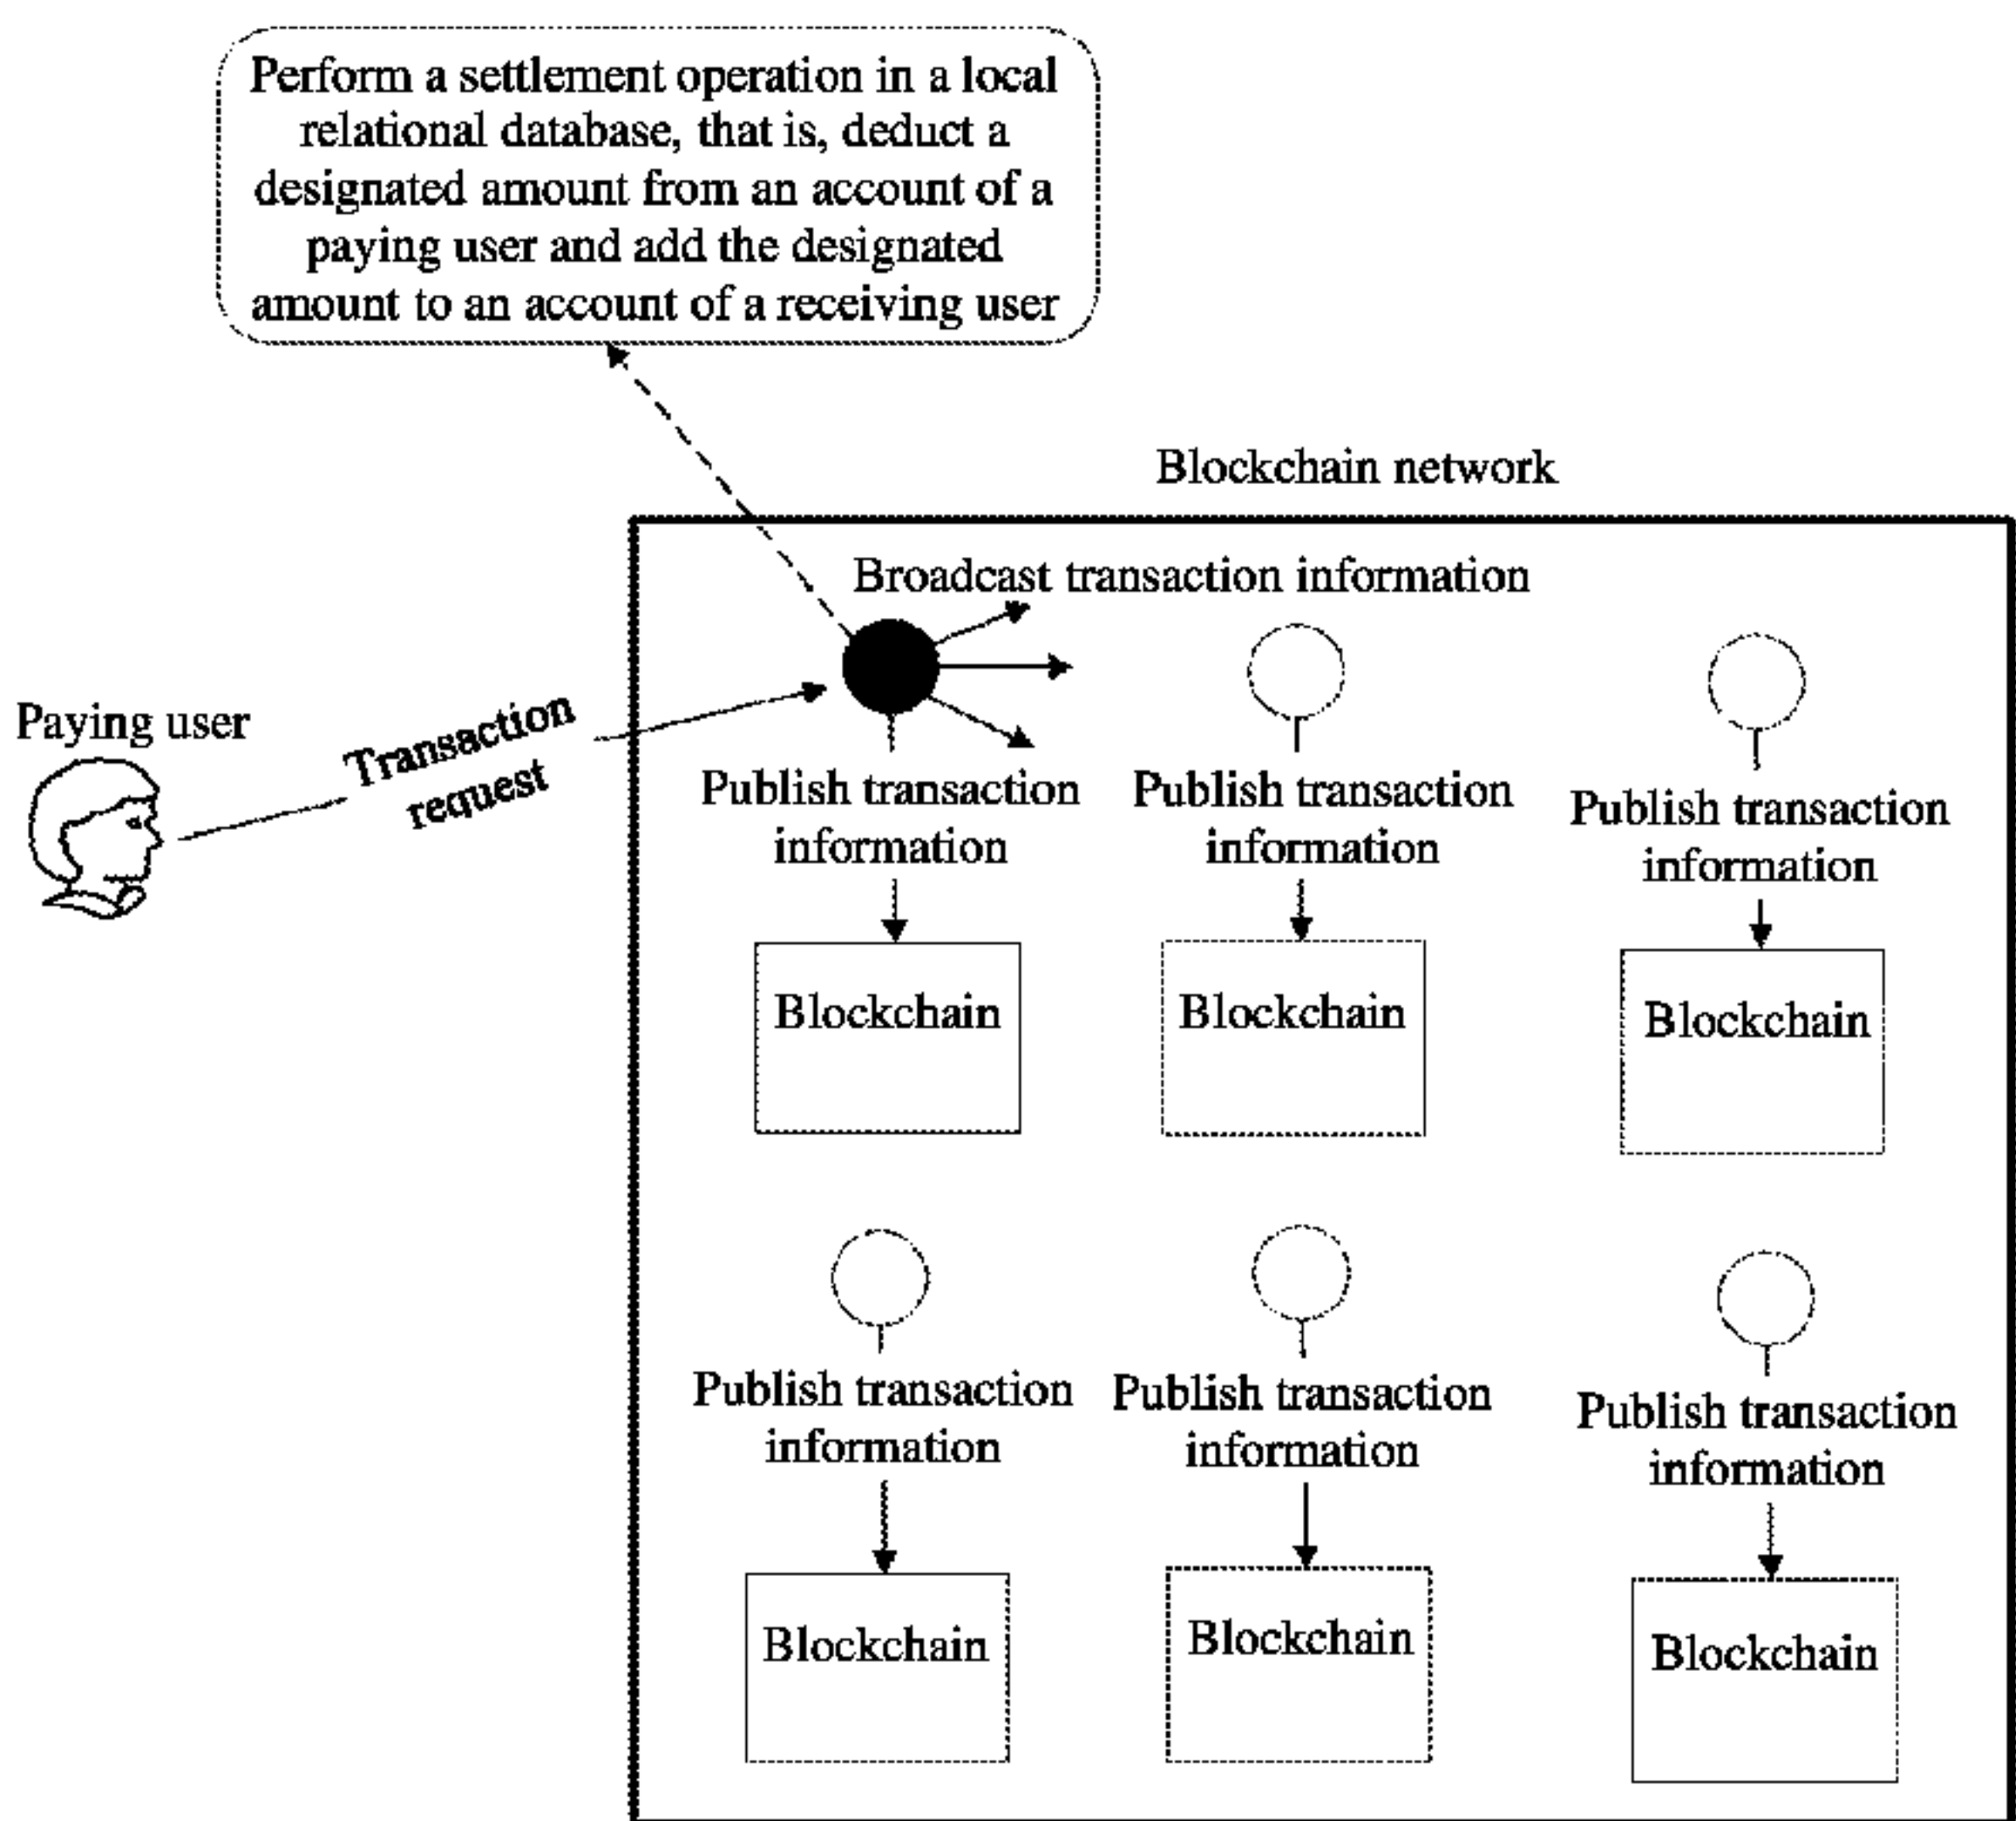 Perform a settlement operation in a local
relational database, that is, deduct a
designated amount from an account of a
paying user and add the designated
amount to an account of a receiving user
Blockchain network
Broadcast transaction information
Paying user
Transaction
request
Publish transaction
information
Publish transaction
information
Publish transaction
information
Blockchain
Blockchain
Blockchain
Publish transaction
information
Publish transaction
information
Publish transaction
information
Blockchain
Blockchain
Blockchain